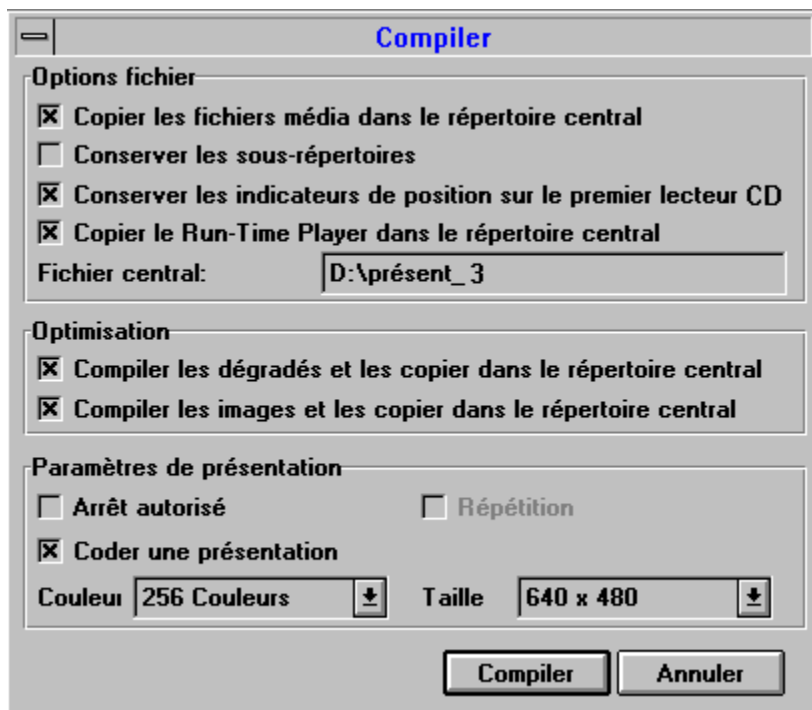 Compiler
Options fichier
Copier les fichiers média dans le répertoire central
Conserver les sous-répertoires
Conserver les indicateurs de position sur le premier lecteur CD
Copier le Run-Time Player dans le répertoire central
Fichier central: D:\présent_ 3
Optimisation
Compiler les dégradés et les copier dans le répertoire central
Compiler les images et les copier dans le répertoire central
Paramètres de présentation
Arrêt autorisé Répétition
Coder une présentation
Couleur 256 Couleurs Taille 640 x 480
Compiler Annuler